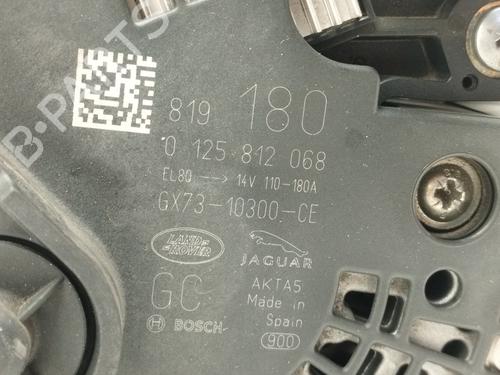 819 180
0 125 812 068
EL80 --> 14V 110-180A
GX73-10300-CE
LAND ROVER
JAGUAR
GC
AKTA5
Made in
Spain
BOSCH
900
B-PARTS